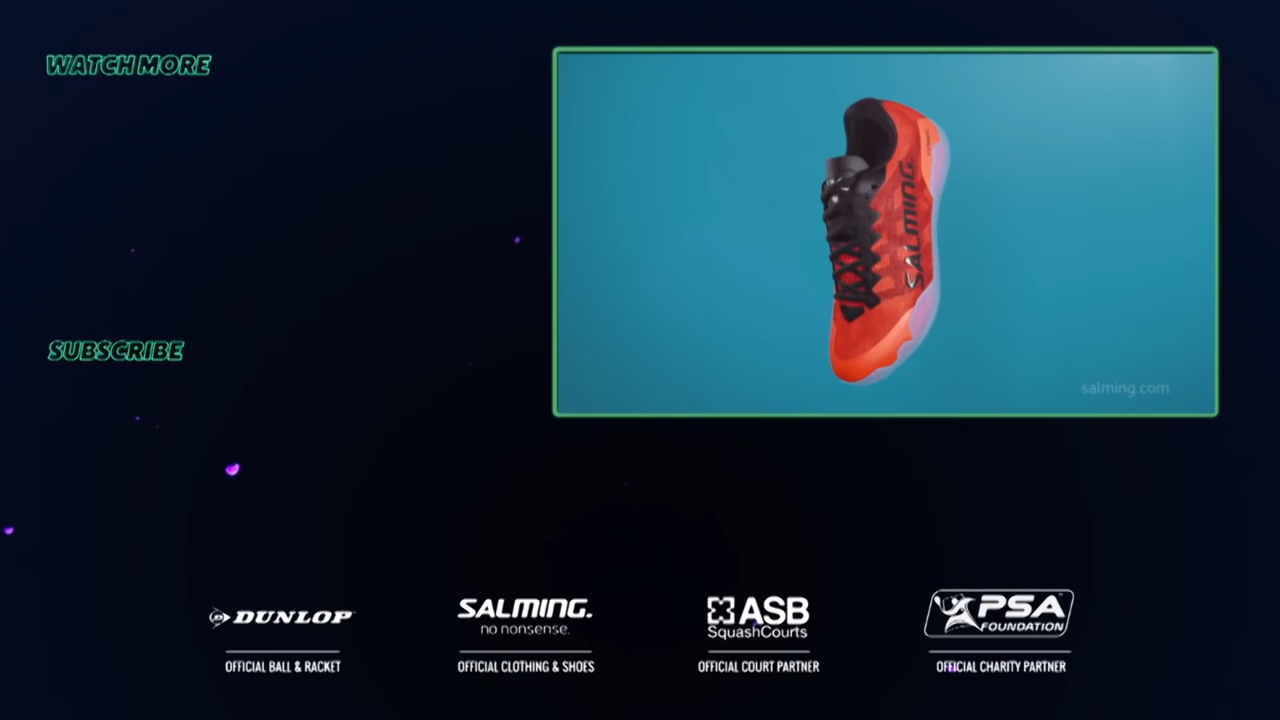 WATCH MORE
SALMING
salming.com
SUBSCRIBE
DUNLOP
OFFICIAL BALL & RACKET
SALMING.
no nonsense.
OFFICIAL CLOTHING & SHOES
ASB
SquashCourts
OFFICIAL COURT PARTNER
PSA
FOUNDATION
OFFICIAL CHARITY PARTNER